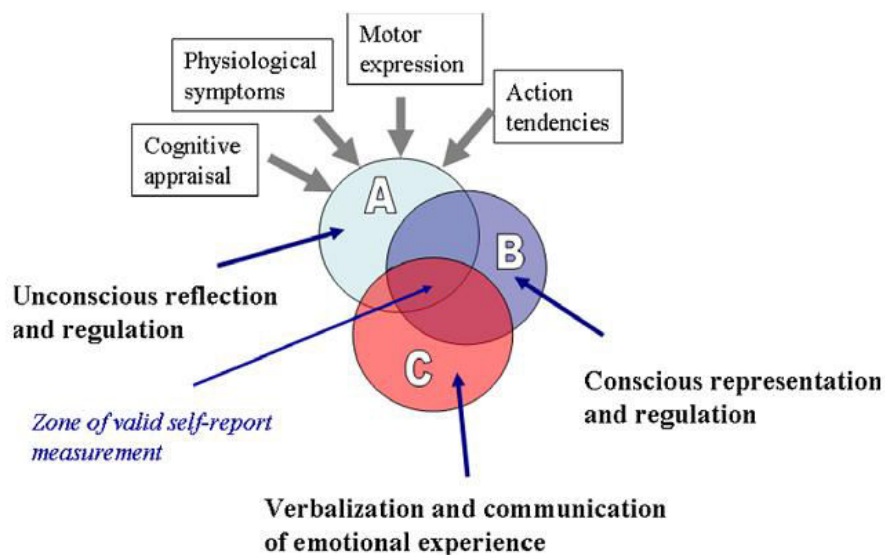 Motor
expression
Physiological
symptoms
Action
tendencies
Cognitive
appraisal
A
B
C
Unconscious reflection
and regulation
Zone of valid self-report
measurement
Conscious representation
and regulation
Verbalization and communication
of emotional experience